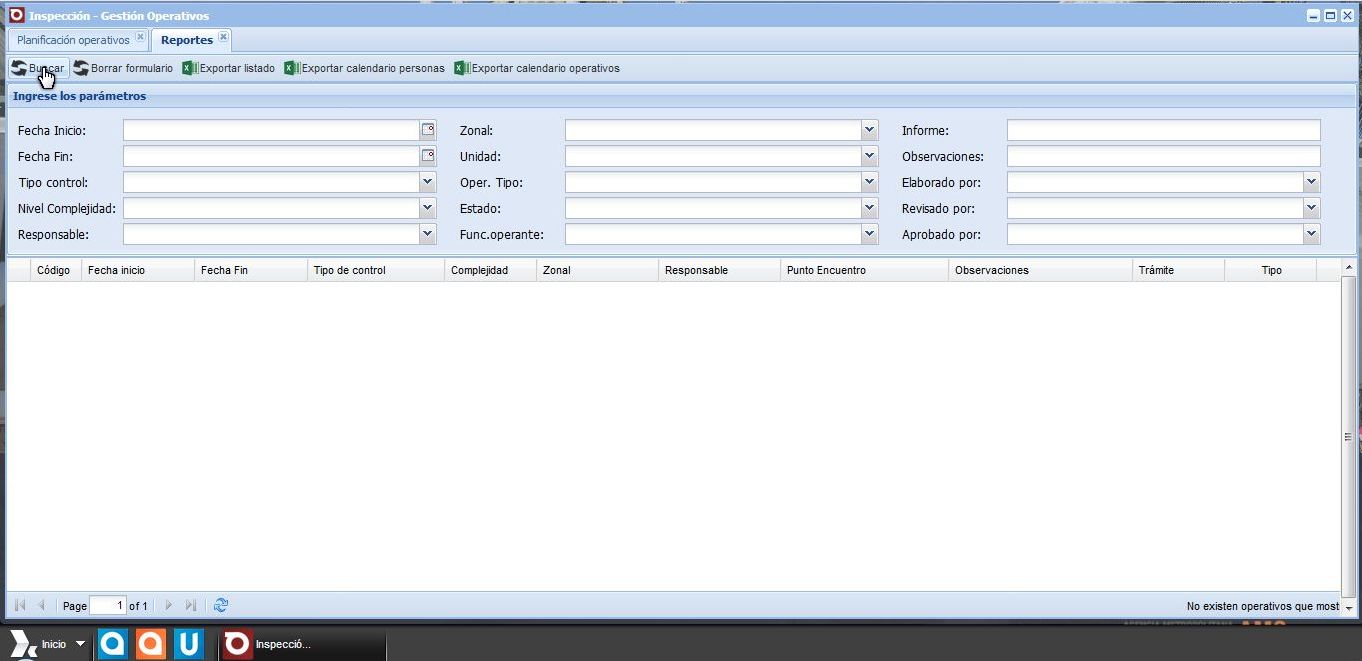 Inspección - Gestión Operativos
Planificación operativos Reportes
Buscar Borrar formulario Exportar listado Exportar calendario personas Exportar calendario operativos
Ingrese los parámetros
Fecha Inicio: Zonal: Informe:
Fecha Fin: Unidad: Observaciones:
Tipo control: Oper. Tipo: Elaborado por:
Nivel Complejidad: Estado: Revisado por:
Responsable: Func.operante: Aprobado por:
Código Fecha inicio Fecha Fin Tipo de control Complejidad Zonal Responsable Punto Encuentro Observaciones Trámite Tipo
Page 1 of 1 No existen operativos que most
Inicio Inspecció...